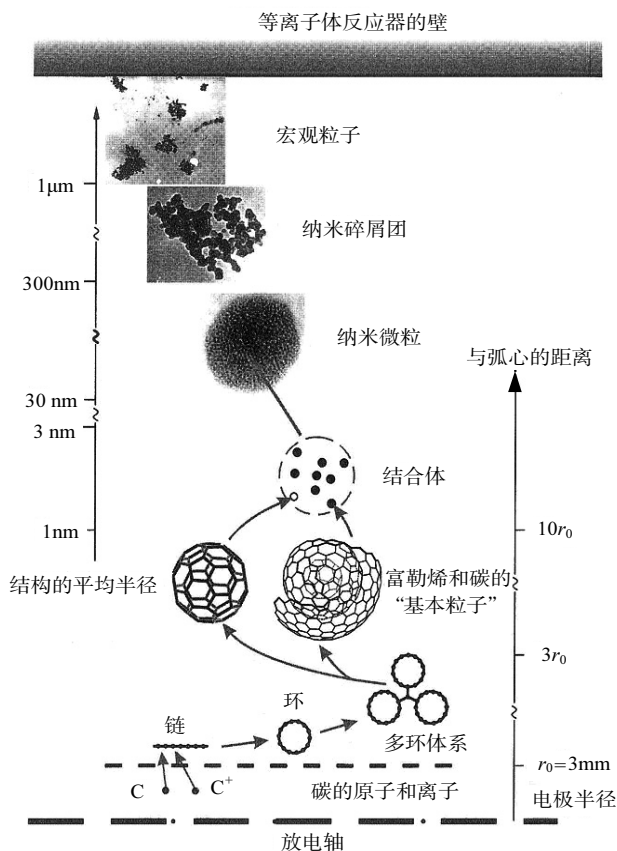 等离子体反应器的壁
宏观粒子
1μm
纳米碎屑团
300nm
纳米微粒
与弧心的距离
30 nm
3 nm
结合体
1nm
10r₀
结构的平均半径
富勒烯和碳的
“基本粒子”
3r₀
环
链
多环体系
r₀=3mm
C
C⁺
碳的原子和离子
电极半径
放电轴